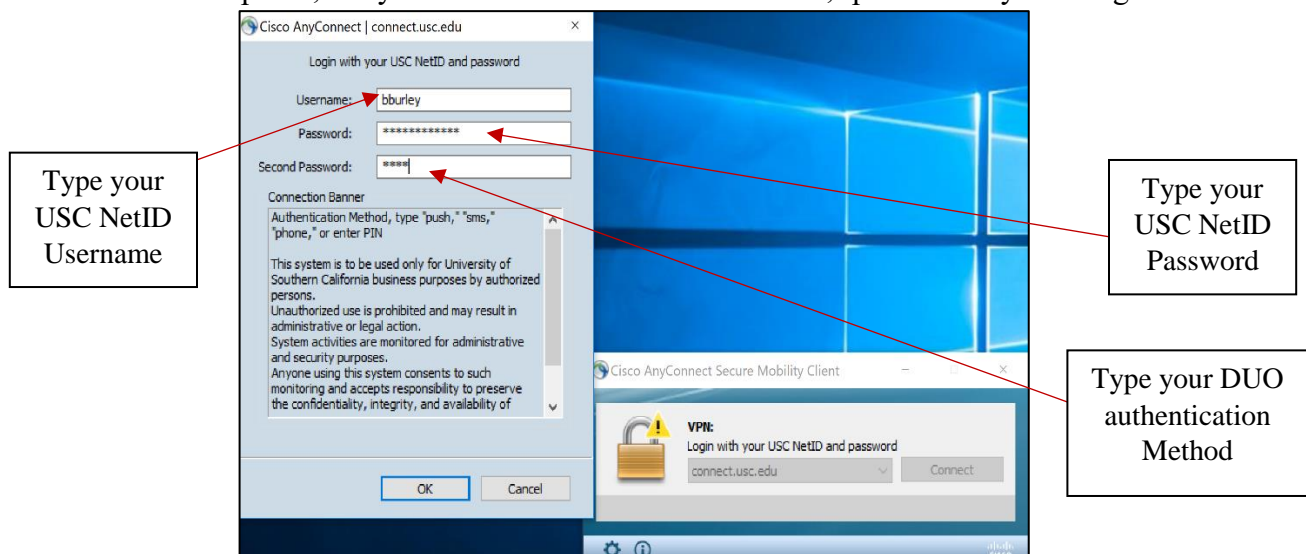 Cisco AnyConnect | connect.usc.edu
Login with your USC NetID and password
Username: bburley
Password: ************
Second Password: ****
Connection Banner
Authentication Method, type "push," "sms,"
"phone," or enter PIN
This system is to be used only for University of
Southern California business purposes by authorized
persons.
Unauthorized use is prohibited and may result in
administrative or legal action.
System activities are monitored for administrative
and security purposes.
Anyone using this system consents to such
monitoring and accepts responsibility to preserve
the confidentiality, integrity, and availability of
OK Cancel
Type your
USC NetID
Username
Type your
USC NetID
Password
Type your DUO
authentication
Method
Cisco AnyConnect Secure Mobility Client
VPN:
Login with your USC NetID and password
connect.usc.edu Connect